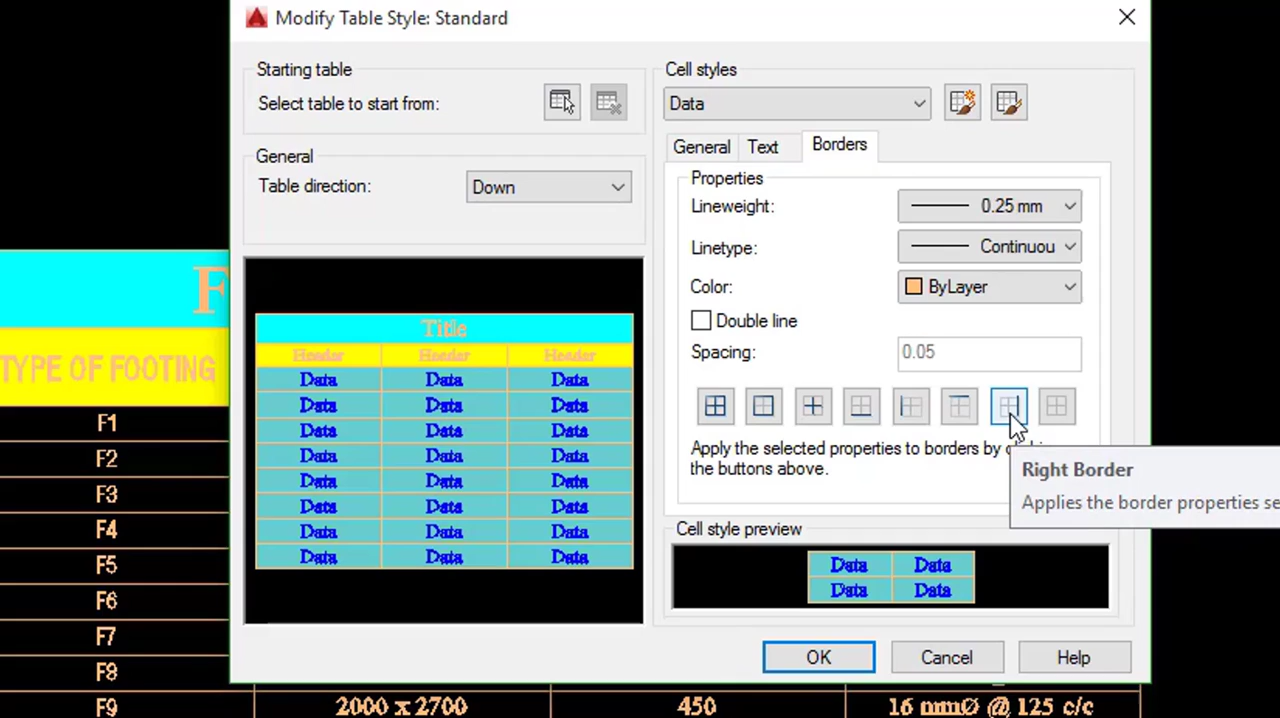 Modify Table Style: Standard
Starting table
Select table to start from:
General
Table direction:
Down
Title
Header Header Header
Data Data Data
Data Data Data
Data Data Data
Data Data Data
Data Data Data
Data Data Data
Data Data Data
Data Data Data
Cell styles
Data
General Text Borders
Properties
Lineweight: 0.25 mm
Linetype: Continuou
Color: ByLayer
Double line
Spacing: 0.05
Apply the selected properties to borders by
the buttons above.
Right Border
Applies the border properties se
Cell style preview
Data Data
Data Data
OK Cancel Help
F
TYPE OF FOOTING
F1
F2
F3
F4
F5
F6
F7
F8
F9 2000 x 2700 450 16 mmØ @ 125 c/c